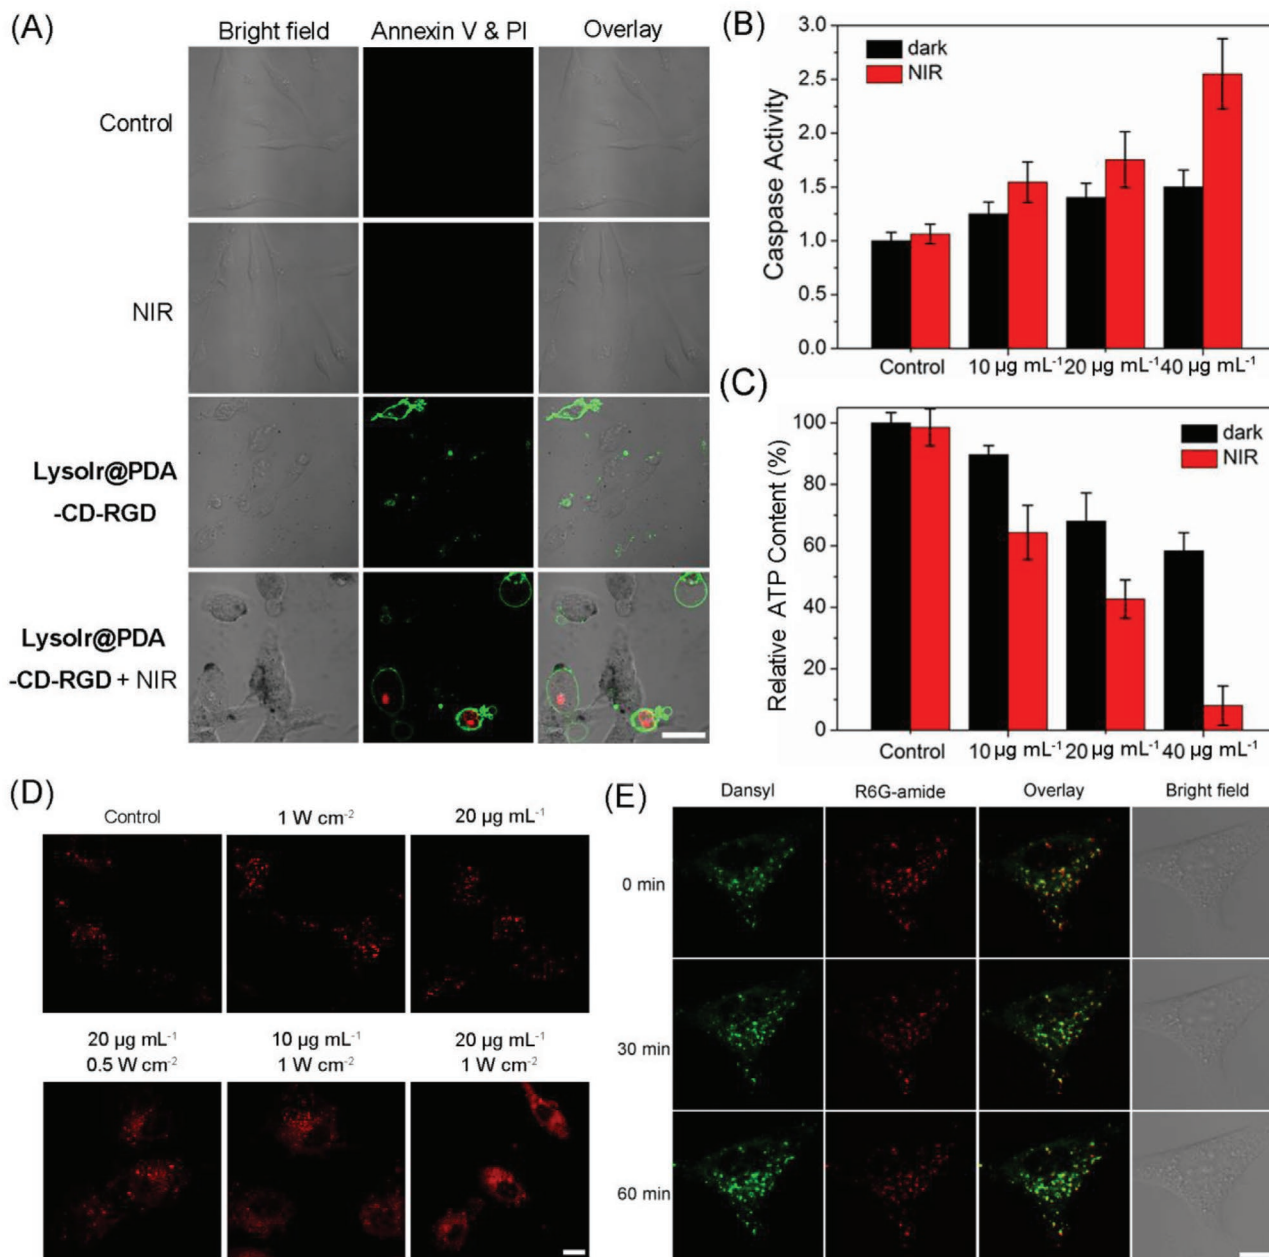 (A)
Bright field Annexin V & PI Overlay
Control
NIR
LysoIr@PDA
-CD-RGD
LysoIr@PDA
-CD-RGD + NIR
(B)
3.0
2.5
2.0
1.5
1.0
0.5
0.0
Caspase Activity
dark
NIR
Control 10 µg mL⁻¹ 20 µg mL⁻¹ 40 µg mL⁻¹
(C)
100
80
60
40
20
0
Relative ATP Content (%)
dark
NIR
Control 10 µg mL⁻¹ 20 µg mL⁻¹ 40 µg mL⁻¹
(D)
Control 1 W cm⁻² 20 µg mL⁻¹
20 µg mL⁻¹ 10 µg mL⁻¹ 20 µg mL⁻¹
0.5 W cm⁻² 1 W cm⁻² 1 W cm⁻²
(E)
Dansyl R6G-amide Overlay Bright field
0 min
30 min
60 min